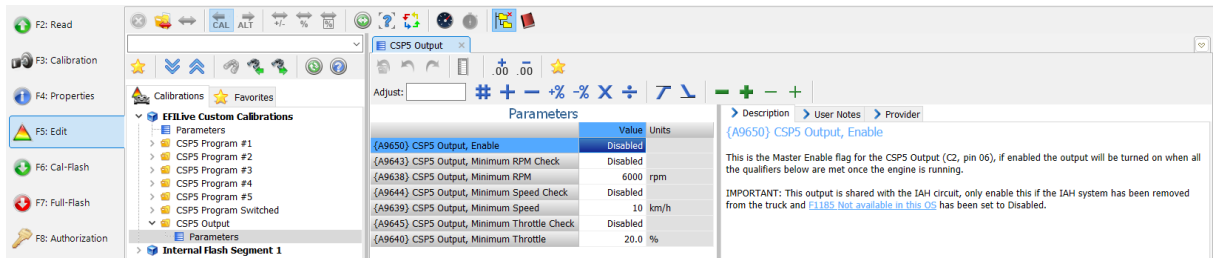 F2: Read
F3: Calibration
F4: Properties
F5: Edit
F6: Cal-Flash
F7: Full-Flash
F8: Authorization
CAL ALT +/- % %
Calibrations Favorites
EFILive Custom Calibrations
Parameters
CSP5 Program #1
CSP5 Program #2
CSP5 Program #3
CSP5 Program #4
CSP5 Program #5
CSP5 Program Switched
CSP5 Output
Parameters
Internal Flash Segment 1
CSP5 Output
.00 .00
Adjust: # + − +% -% X ÷
Parameters
Value Units
{A9650} CSP5 Output, Enable Disabled
{A9643} CSP5 Output, Minimum RPM Check Disabled
{A9638} CSP5 Output, Minimum RPM 6000 rpm
{A9644} CSP5 Output, Minimum Speed Check Disabled
{A9639} CSP5 Output, Minimum Speed 10 km/h
{A9645} CSP5 Output, Minimum Throttle Check Disabled
{A9640} CSP5 Output, Minimum Throttle 20.0 %
Description User Notes Provider
{A9650} CSP5 Output, Enable
This is the Master Enable flag for the CSP5 Output (C2, pin 06), if enabled the output will be turned on when all
the qualifiers below are met once the engine is running.
IMPORTANT: This output is shared with the IAH circuit, only enable this if the IAH system has been removed
from the truck and F1185 Not available in this OS has been set to Disabled.